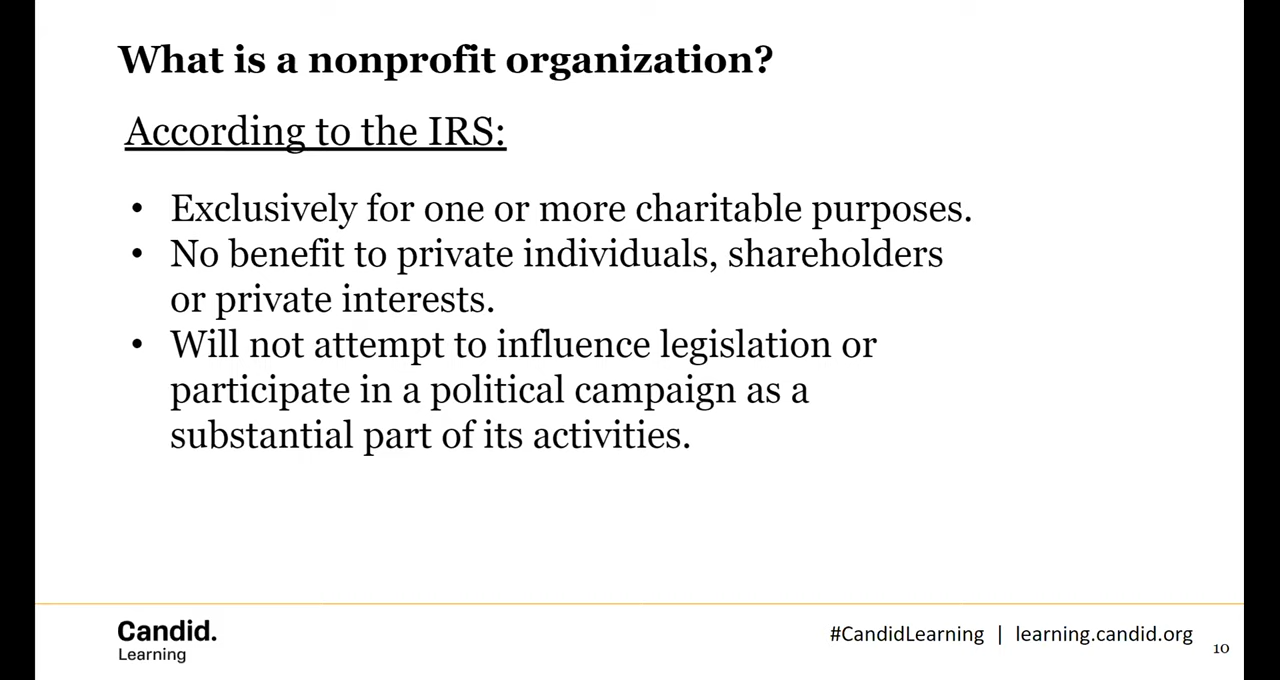 What is a nonprofit organization?
According to the IRS:
• Exclusively for one or more charitable purposes.
• No benefit to private individuals, shareholders
or private interests.
• Will not attempt to influence legislation or
participate in a political campaign as a
substantial part of its activities.
Candid.
Learning
#CandidLearning | learning.candid.org
10